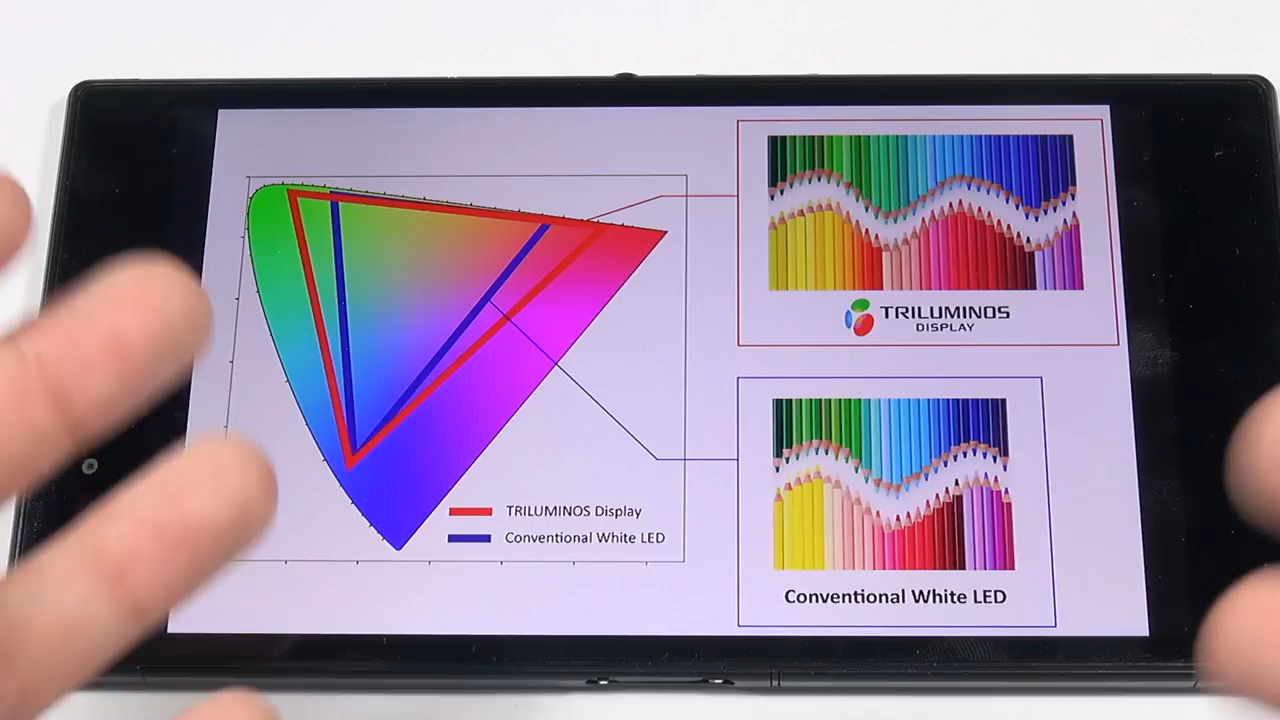 TRILUMINOS
DISPLAY
TRILUMINOS Display
Conventional White LED
Conventional White LED